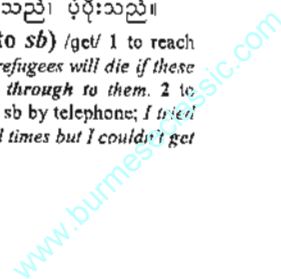 သည်၊ ပံ့ပိုးသည်။
to sb) /get/ 1 to reach
refugees will die if these
through to them. 2 to
sb by telephone; I tried
times but I couldn't get
www.burmeseclassic.com